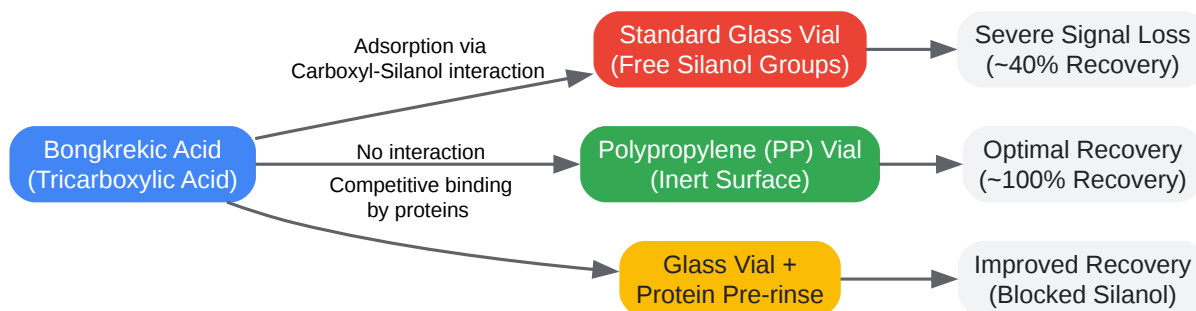 Adsorption via
Carboxyl-Silanol interaction
Standard Glass Vial
(Free Silanol Groups)
Severe Signal Loss
(~40% Recovery)
Bongkrekic Acid
(Tricarboxylic Acid)
No interaction
Polypropylene (PP) Vial
(Inert Surface)
Optimal Recovery
(~100% Recovery)
Competitive binding
by proteins
Glass Vial +
Protein Pre-rinse
Improved Recovery
(Blocked Silanol)